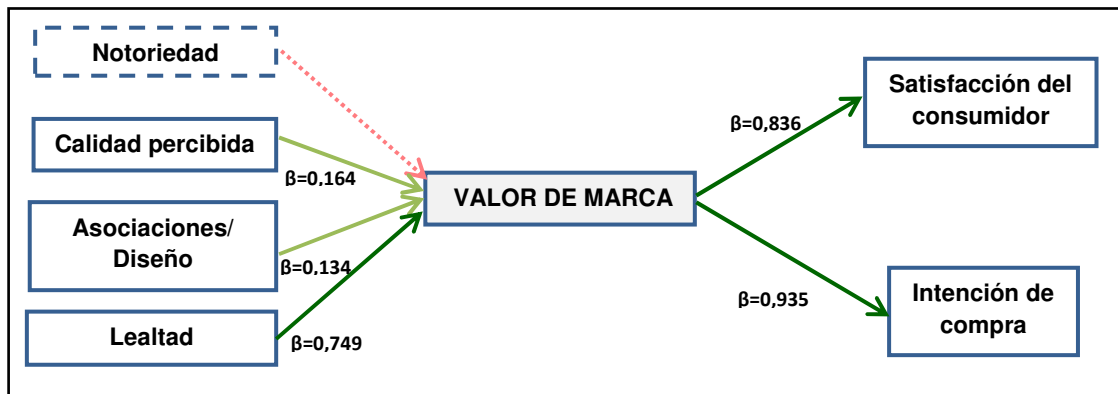 Notoriedad
Calidad percibida
β=0,164
Asociaciones/
Diseño
β=0,134
Lealtad
β=0,749
VALOR DE MARCA
β=0,836
Satisfacción del
consumidor
β=0,935
Intención de
compra